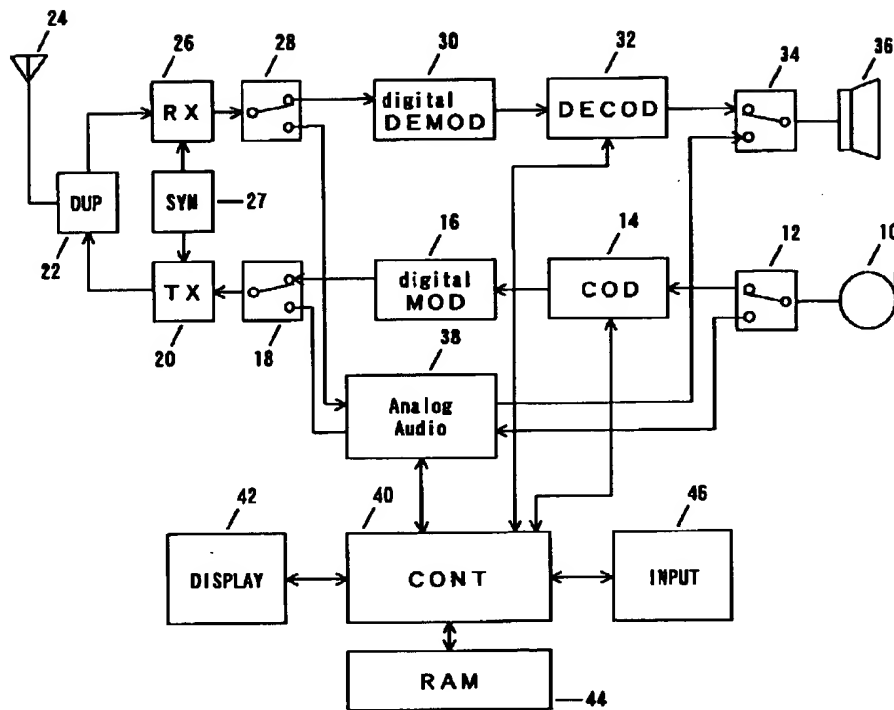 24
26
28
30
32
34
36
RX
digital
DEMOD
DECOD
DUP
SYN
27
22
16
14
12
10
TX
digital
MOD
COD
20
18
38
Analog
Audio
42
40
46
DISPLAY
CONT
INPUT
RAM
44